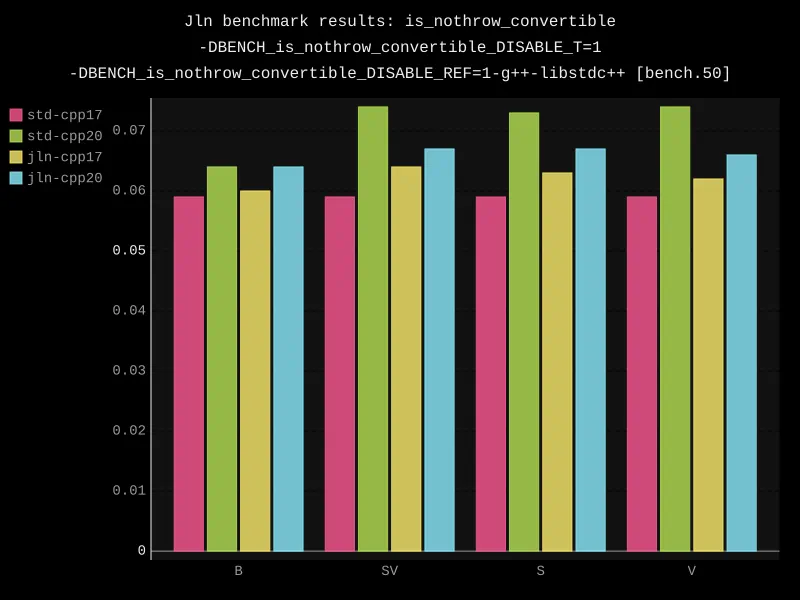 Jln benchmark results: is_nothrow_convertible
-DBENCH_is_nothrow_convertible_DISABLE_T=1
-DBENCH_is_nothrow_convertible_DISABLE_REF=1-g++-libstdc++ [bench.50]
std-cpp17
std-cpp20
jln-cpp17
jln-cpp20
0.07
0.06
0.05
0.04
0.03
0.02
0.01
0
B SV S V